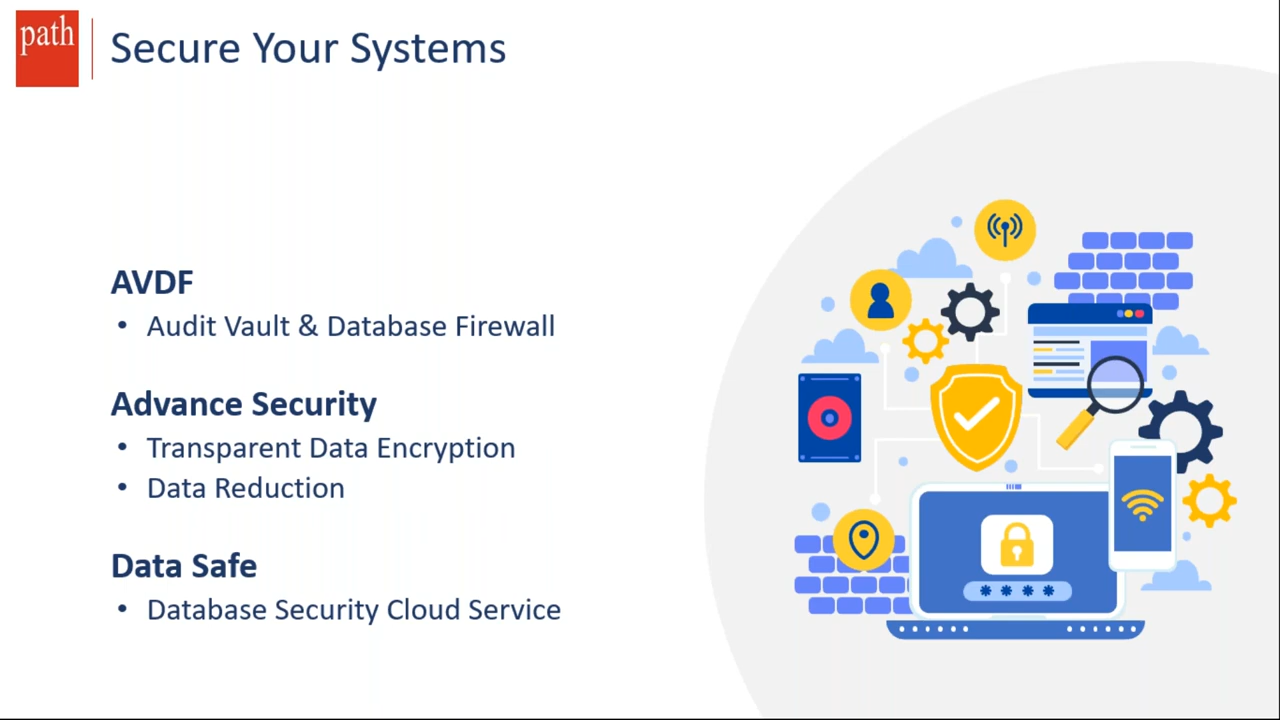 path
Secure Your Systems
AVDF
• Audit Vault & Database Firewall
Advance Security
• Transparent Data Encryption
• Data Reduction
Data Safe
• Database Security Cloud Service
****